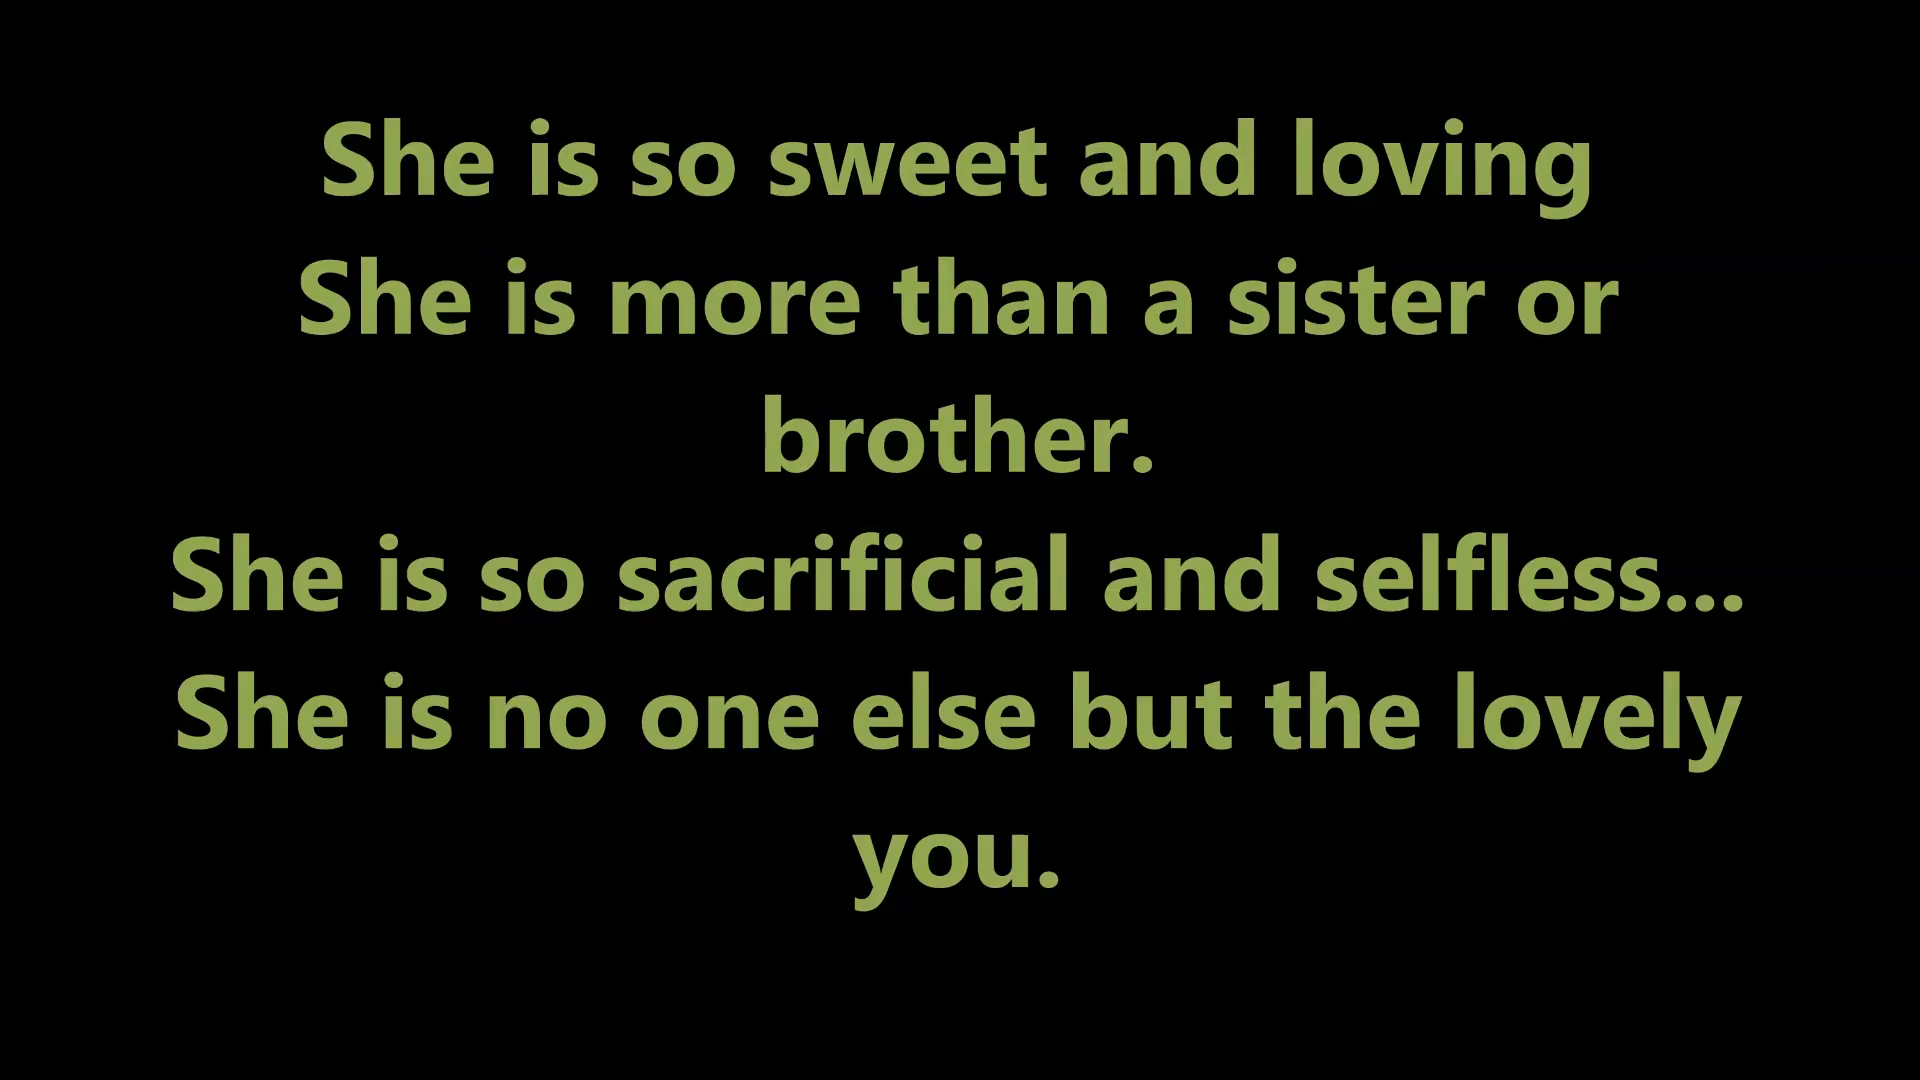 She is so sweet and loving
She is more than a sister or
brother.
She is so sacrificial and selfless...
She is no one else but the lovely
you.